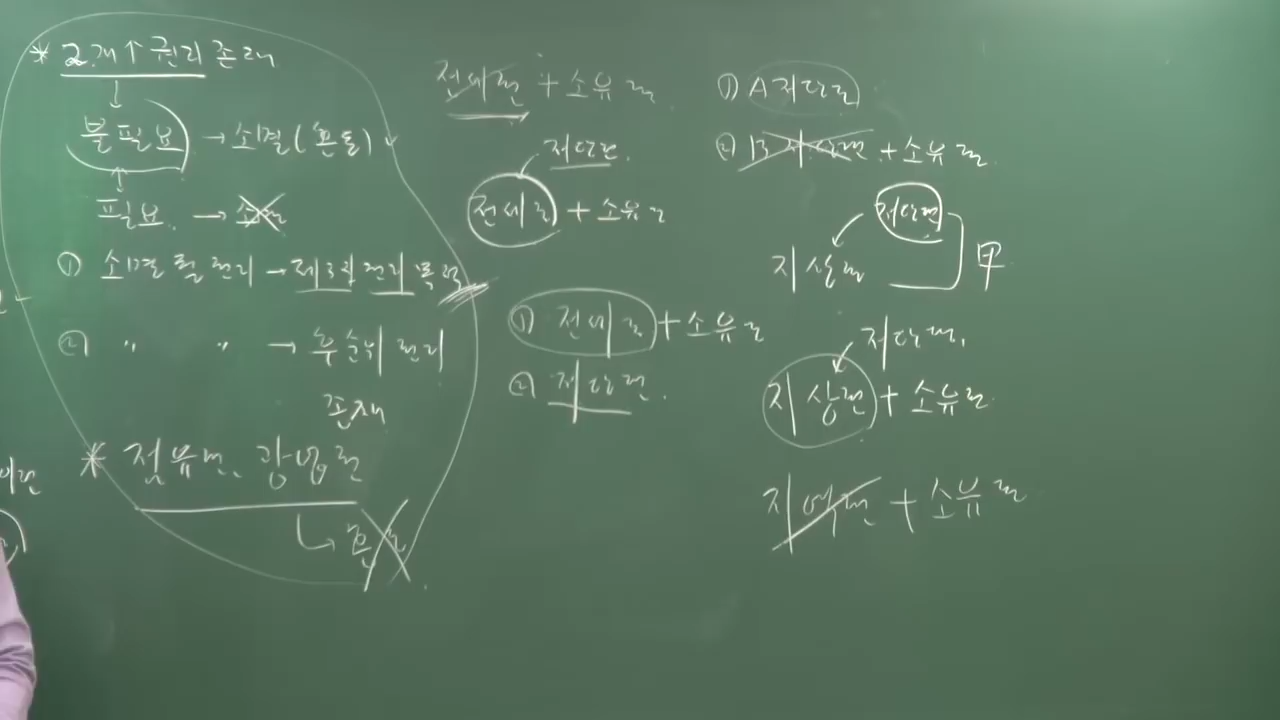 * 2개↑ 권리 존재
↓
불필요 → 소멸(혼동)
↑
필요 → 소멸
① 소멸될 권리 → 제3자 권리 목적
② 〃 〃 → 후순위 권리
존재
* 점유권, 광업권
↳ 혼동
전세권 + 소유권
저당권
전세권 + 소유권
① 전세권 + 소유권
② 저당권
① A저당권
② B저당권 + 소유권
저당권
지상권 甲
저당권
지상권 + 소유권
지역권 + 소유권